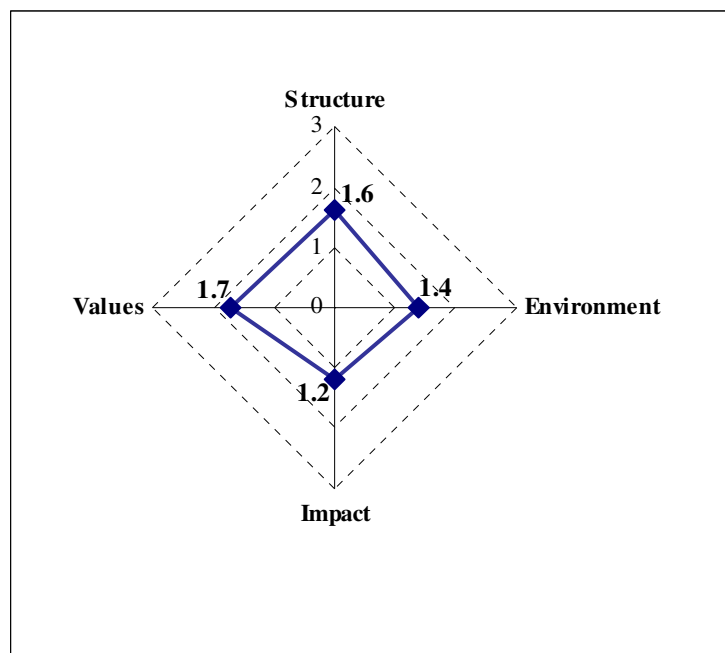 Structure
3
2
1.6
1
1.7
1.4
Values
0
Environment
1.2
Impact